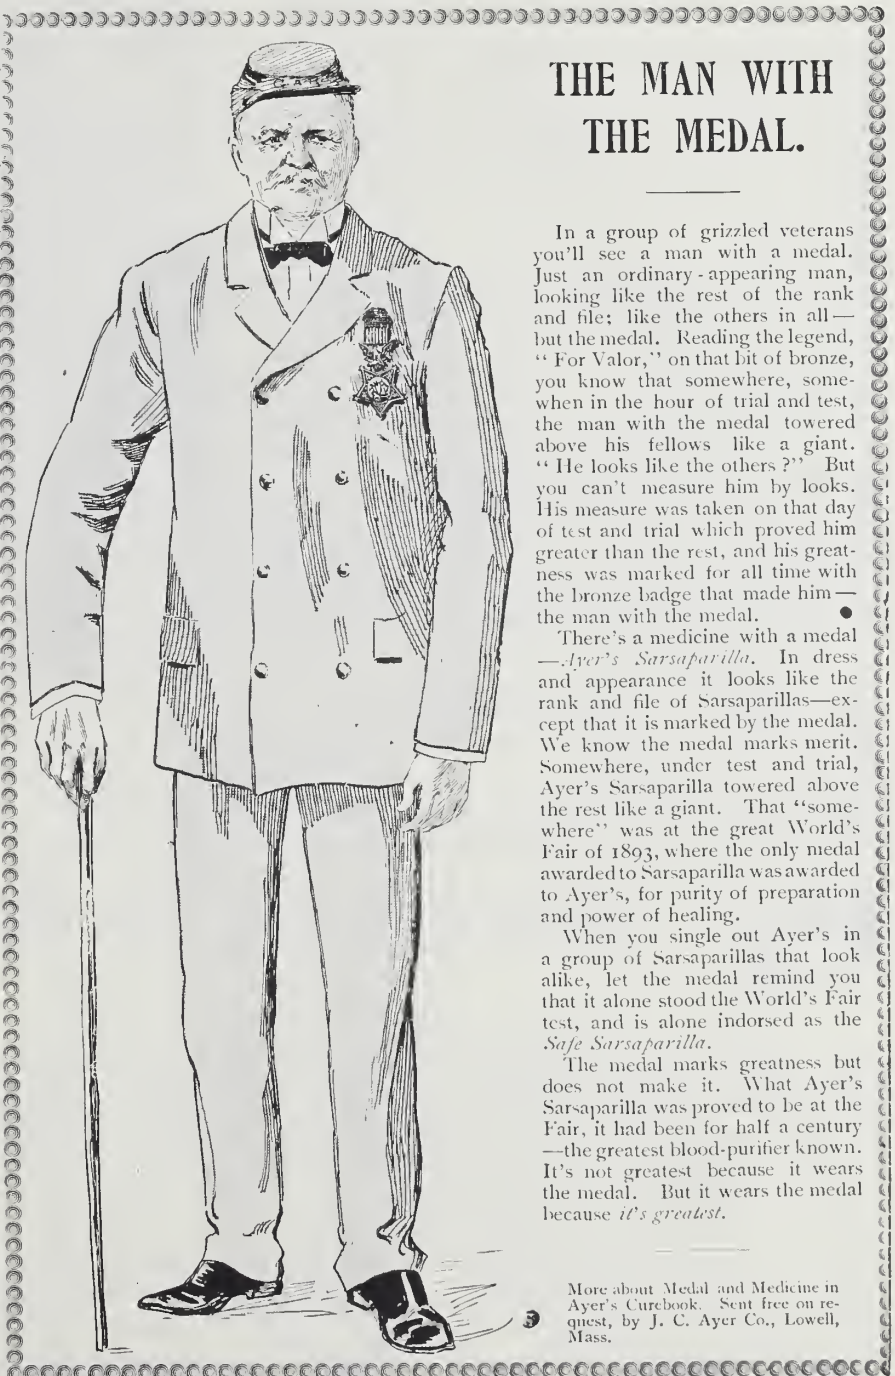 THE MAN WITH
THE MEDAL.
In a group of grizzled veterans
you'll see a man with a medal.
Just an ordinary-appearing man,
looking like the rest of the rank
and file; like the others in all—
but the medal. Reading the legend,
"For Valor," on that bit of bronze,
you know that somewhere, some-
when in the hour of trial and test,
the man with the medal towered
above his fellows like a giant.
"He looks like the others?" But
you can't measure him by looks.
His measure was taken on that day
of test and trial which proved him
greater than the rest, and his great-
ness was marked for all time with
the bronze badge that made him—
the man with the medal.
There's a medicine with a medal
—Ayer's Sarsaparilla. In dress
and appearance it looks like the
rank and file of Sarsaparillas—ex-
cept that it is marked by the medal.
We know the medal marks merit.
Somewhere, under test and trial,
Ayer's Sarsaparilla towered above
the rest like a giant. That "some-
where" was at the great World's
Fair of 1893, where the only medal
awarded to Sarsaparilla was awarded
to Ayer's, for purity of preparation
and power of healing.
When you single out Ayer's in
a group of Sarsaparillas that look
alike, let the medal remind you
that it alone stood the World's Fair
test, and is alone indorsed as the
Safe Sarsaparilla.
The medal marks greatness but
does not make it. What Ayer's
Sarsaparilla was proved to be at the
Fair, it had been for half a century
—the greatest blood-purifier known.
It's not greatest because it wears
the medal. But it wears the medal
because it's greatest.
More about Medal and Medicine in
Ayer's Curebook. Sent free on re-
quest, by J. C. Ayer Co., Lowell,
Mass.